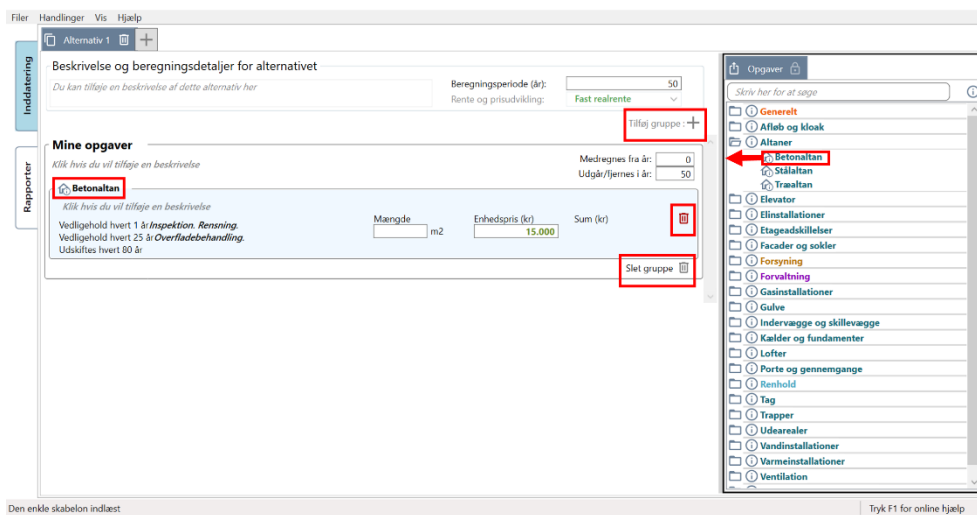 Filer Handlinger Vis Hjælp
Alternativ 1
Inddatering
Rapporter
Beskrivelse og beregningsdetaljer for alternativet
Du kan tilføje en beskrivelse af dette alternativ her
Beregningsperiode (år): 50
Rente og prisudvikling: Fast realrente
Tilføj gruppe :
Mine opgaver
Klik hvis du vil tilføje en beskrivelse
Medregnes fra år: 0
Udgår/fjernes i år: 50
Betonaltan
Klik hvis du vil tilføje en beskrivelse
Vedligehold hvert 1 år Inspektion. Rensning.
Vedligehold hvert 25 år Overfladebehandling.
Udskiftes hvert 80 år
Mængde Enhedspris (kr) Sum (kr)
m2 15.000
Slet gruppe
Opgaver
Skriv her for at søge
Generelt
Afløb og kloak
Altaner
Betonaltan
Stålaltan
Træaltan
Elevator
Elinstallationer
Etageadskillelser
Facader og sokler
Forsyning
Forvaltning
Gasinstallationer
Gulve
Indervægge og skillevægge
Kælder og fundamenter
Lofter
Porte og gennemgange
Renhold
Tag
Trapper
Udearealer
Vandinstallationer
Varmeinstallationer
Ventilation
Den enkle skabelon indlæst
Tryk F1 for online hjælp